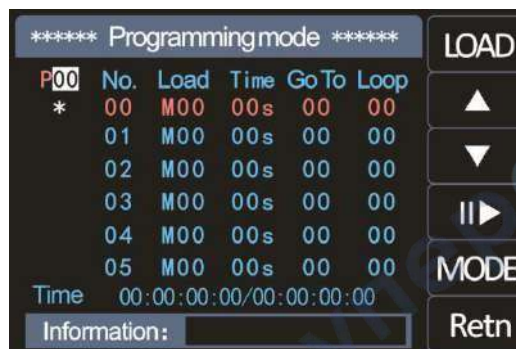 ****** Programming mode ******
P00 No. Load Time Go To Loop
* 00 M00 00s 00 00
01 M00 00s 00 00
02 M00 00s 00 00
03 M00 00s 00 00
04 M00 00s 00 00
05 M00 00s 00 00
Time 00:00:00:00/00:00:00:00
Information:
LOAD
▲
▼
II▶
MODE
Retn